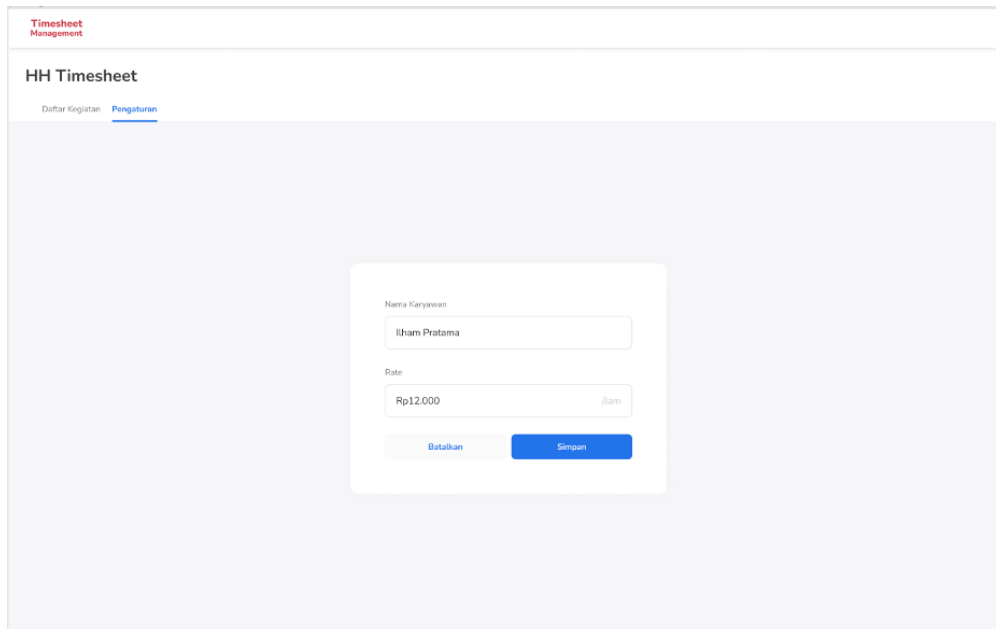 Timesheet
Management
HH Timesheet
Daftar Kegiatan Pengaturan
Nama Karyawan
Ilham Pratama
Rate
Rp12.000 /Jam
Batalkan Simpan